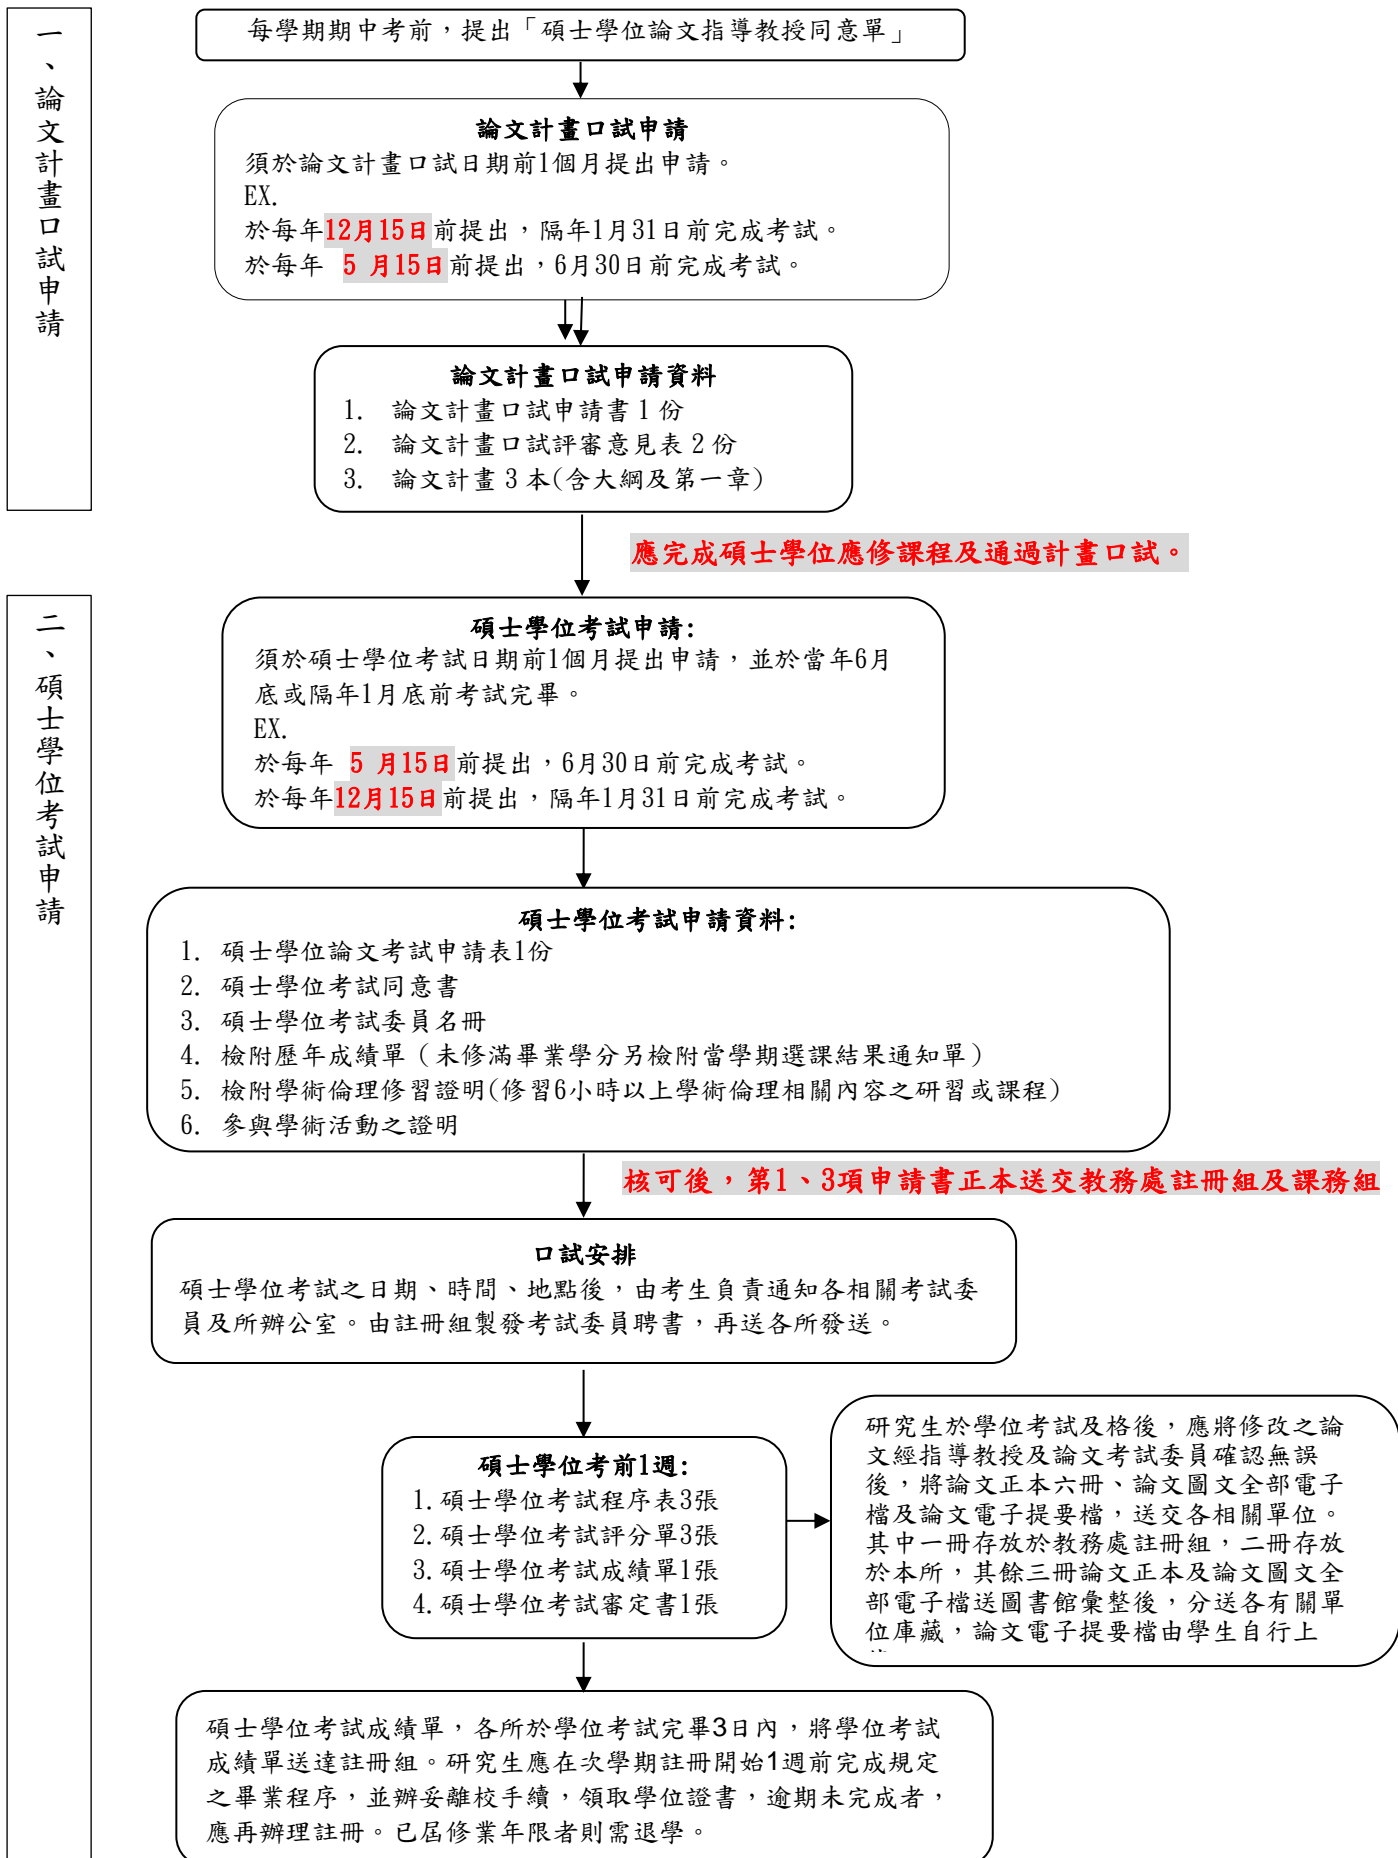 一、論文計畫口試申請
每學期期中考前，提出「碩士學位論文指導教授同意單」
論文計畫口試申請
須於論文計畫口試日期前1個月提出申請。
EX.
於每年12月15日前提出，隔年1月31日前完成考試。
於每年 5 月15日前提出，6月30日前完成考試。
論文計畫口試申請資料
1. 論文計畫口試申請書 1 份
2. 論文計畫口試評審意見表 2 份
3. 論文計畫 3 本(含大綱及第一章)
應完成碩士學位應修課程及通過計畫口試。
二、碩士學位考試申請
碩士學位考試申請:
須於碩士學位考試日期前1個月提出申請，並於當年6月
底或隔年1月底前考試完畢。
EX.
於每年 5 月15日前提出，6月30日前完成考試。
於每年12月15日前提出，隔年1月31日前完成考試。
碩士學位考試申請資料:
1. 碩士學位論文考試申請表1份
2. 碩士學位考試同意書
3. 碩士學位考試委員名冊
4. 檢附歷年成績單（未修滿畢業學分另檢附當學期選課結果通知單）
5. 檢附學術倫理修習證明(修習6小時以上學術倫理相關內容之研習或課程)
6. 參與學術活動之證明
核可後，第1、3項申請書正本送交教務處註冊組及課務組
口試安排
碩士學位考試之日期、時間、地點後，由考生負責通知各相關考試委
員及所辦公室。由註冊組製發考試委員聘書，再送各所發送。
碩士學位考前1週:
1.碩士學位考試程序表3張
2.碩士學位考試評分單3張
3.碩士學位考試成績單1張
4.碩士學位考試審定書1張
研究生於學位考試及格後，應將修改之論
文經指導教授及論文考試委員確認無誤
後，將論文正本六冊、論文圖文全部電子
檔及論文電子提要檔，送交各相關單位。
其中一冊存放於教務處註冊組，二冊存放
於本所，其餘三冊論文正本及論文圖文全
部電子檔送圖書館彙整後，分送各有關單
位庫藏，論文電子提要檔由學生自行上
碩士學位考試成績單，各所於學位考試完畢3日內，將學位考試
成績單送達註冊組。研究生應在次學期註冊開始1週前完成規定
之畢業程序，並辦妥離校手續，領取學位證書，逾期未完成者，
應再辦理註冊。已屆修業年限者則需退學。